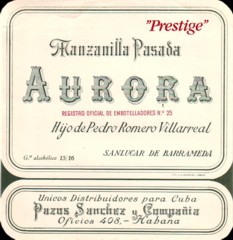 "Prestige"
Manzanilla Pasada
AURORA
REGISTRO OFICIAL DE EMBOTELLADORES N.º 25
Hijo de Pedro Romero Villarreal
SANLUCAR DE BARRAMEDA
G.º alcohólico 15/16
Unicos Distribuidores para Cuba
Pazos Sanchez y Compañia
Oficios 408.-Habana